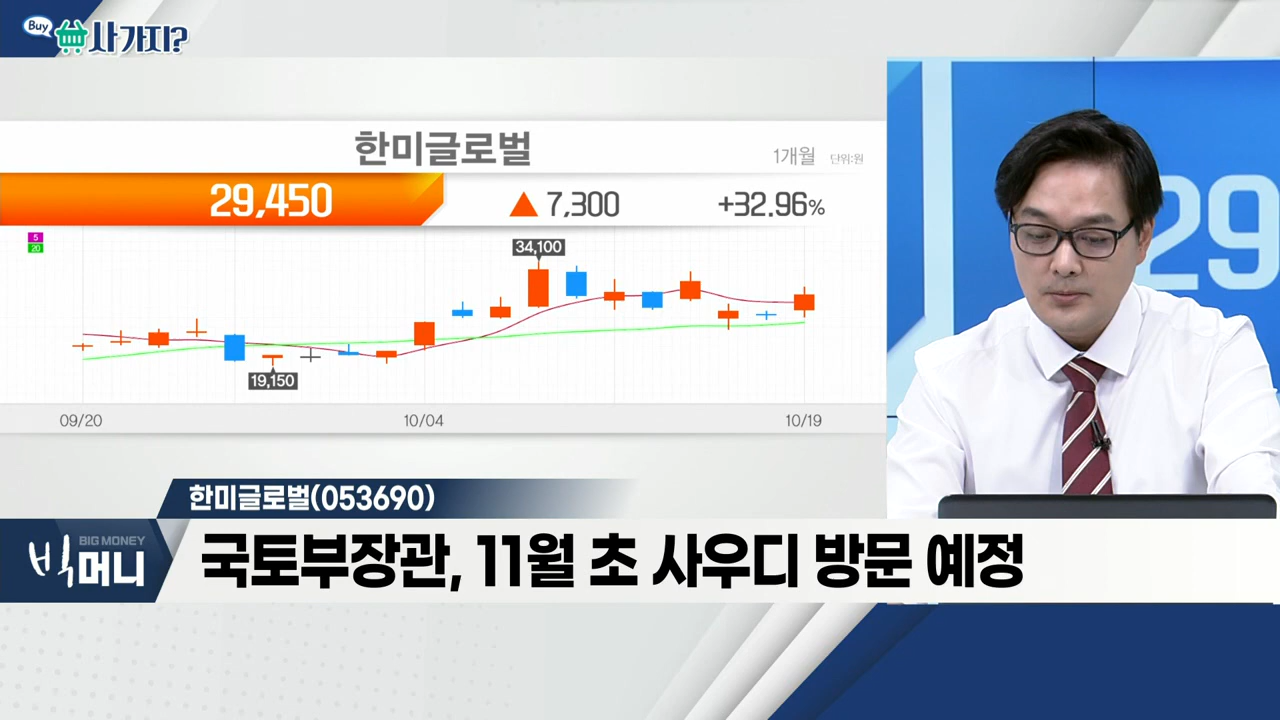 Buy
사가지?
한미글로벌
1개월 단위:원
29,450 ▲ 7,300 +32.96%
5
20
34,100
19,150
09/20 10/04 10/19
29
한미글로벌(053690)
BIG MONEY
빅머니
국토부장관, 11월 초 사우디 방문 예정